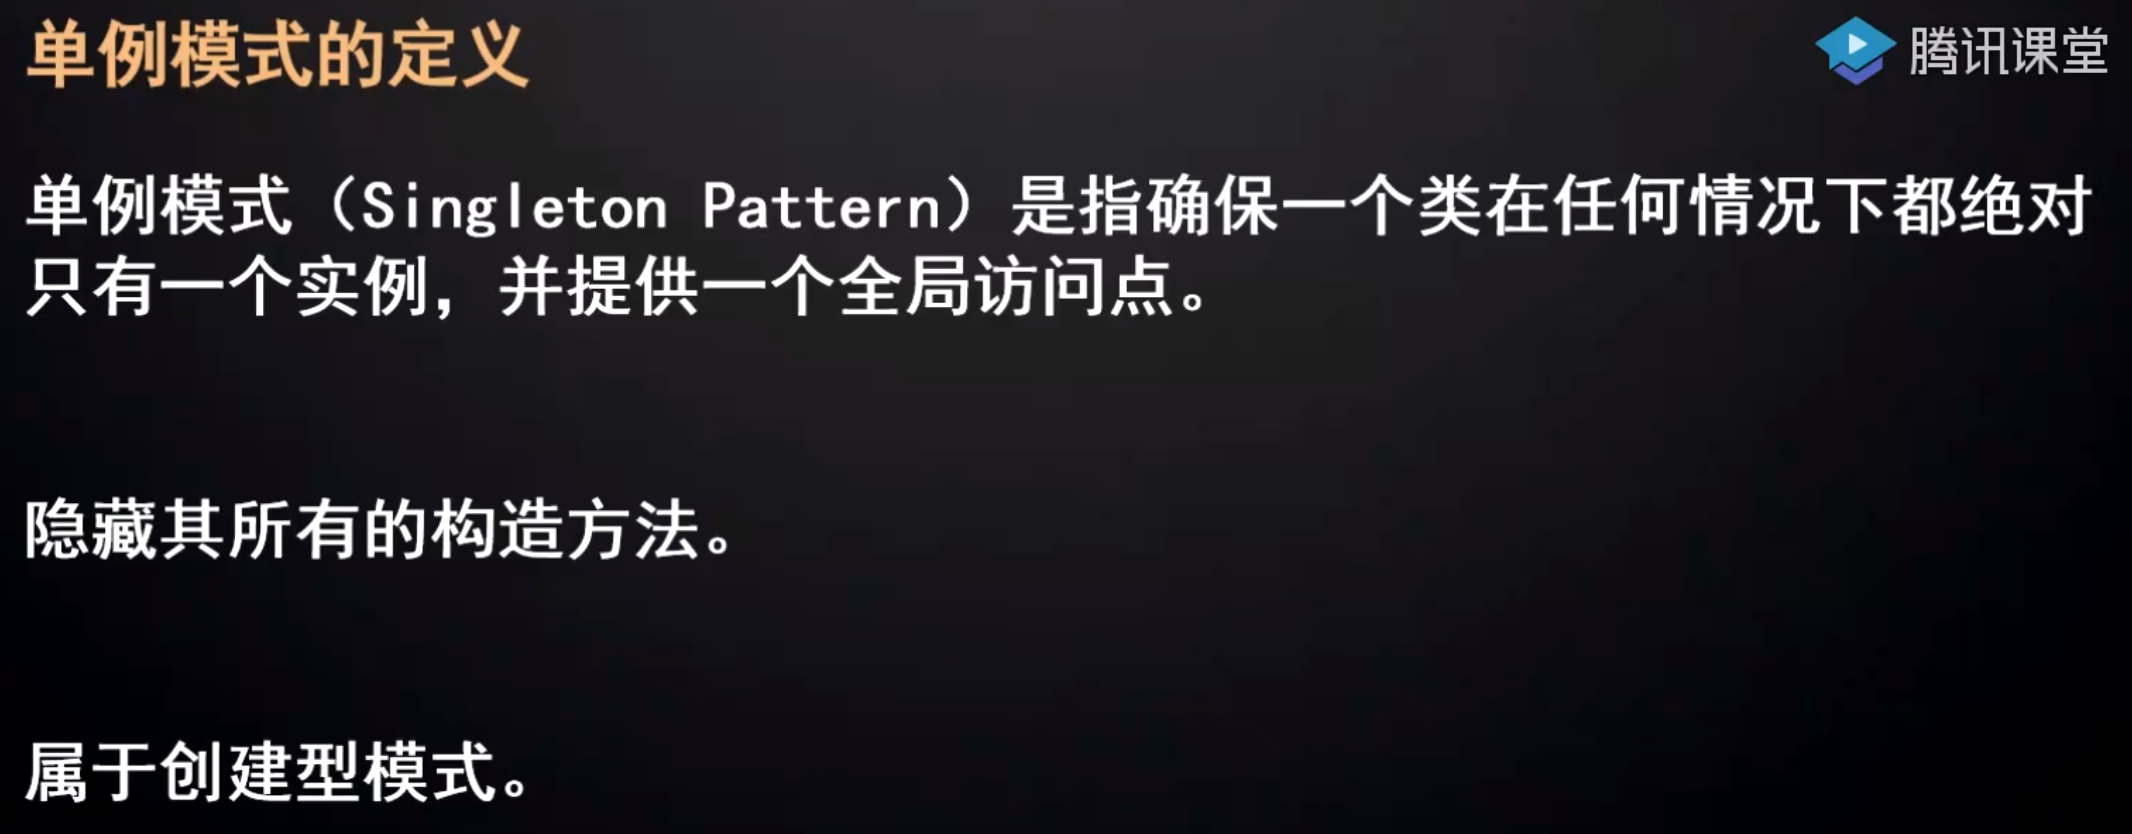 单例模式的定义
腾讯课堂
单例模式（Singleton Pattern）是指确保一个类在任何情况下都绝对
只有一个实例，并提供一个全局访问点。
隐藏其所有的构造方法。
属于创建型模式。